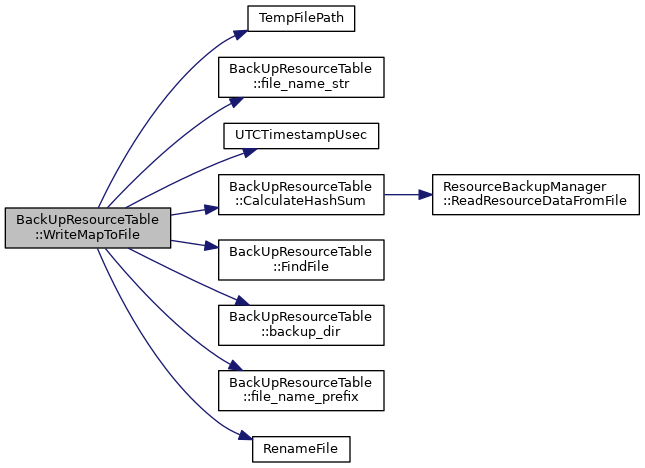 TempFilePath
BackUpResourceTable
::file_name_str
UTCTimestampUsec
BackUpResourceTable
::CalculateHashSum
ResourceBackupManager
::ReadResourceDataFromFile
BackUpResourceTable
::WriteMapToFile
BackUpResourceTable
::FindFile
BackUpResourceTable
::backup_dir
BackUpResourceTable
::file_name_prefix
RenameFile